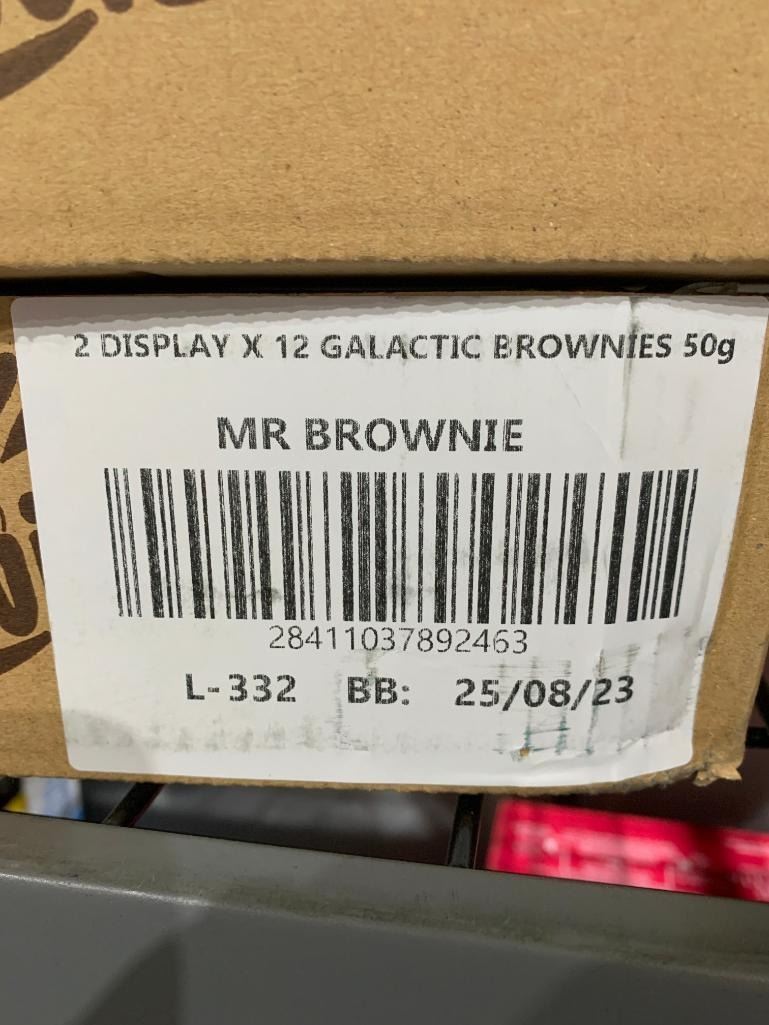 2 DISPLAY X 12 GALACTIC BROWNIES 50g
MR BROWNIE
28411037892463
L-332 BB: 25/08/23